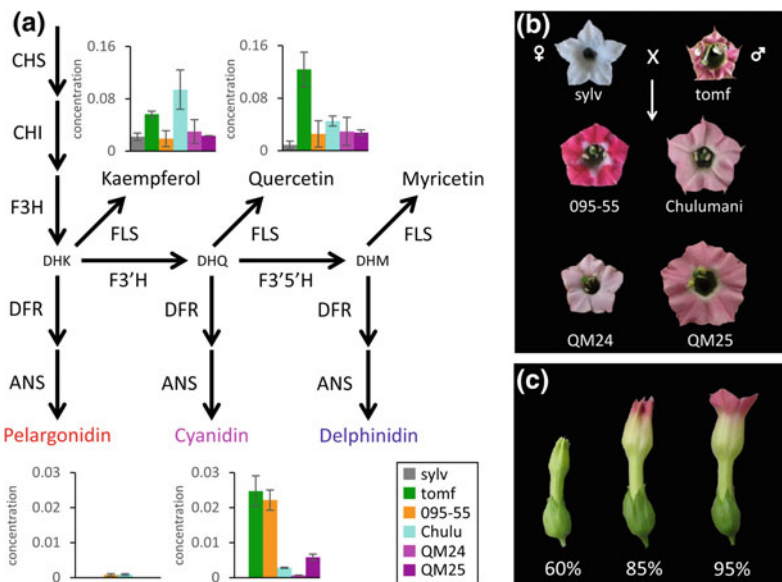 (a)
CHS
CHI
F3H
0.16
0.08
0
concentration
0.16
0.08
0
concentration
Kaempferol
Quercetin
Myricetin
FLS
FLS
FLS
DHK
DHQ
DHM
F3'H
F3'5'H
DFR
DFR
DFR
ANS
ANS
ANS
Pelargonidin
Cyanidin
Delphinidin
0.03
0.02
0.01
0
concentration
0.03
0.02
0.01
0
concentration
sylv
tomf
095-55
Chulu
QM24
QM25
(b)
♀ X ♂
sylv tomf
095-55 Chulumani
QM24 QM25
(c)
60% 85% 95%